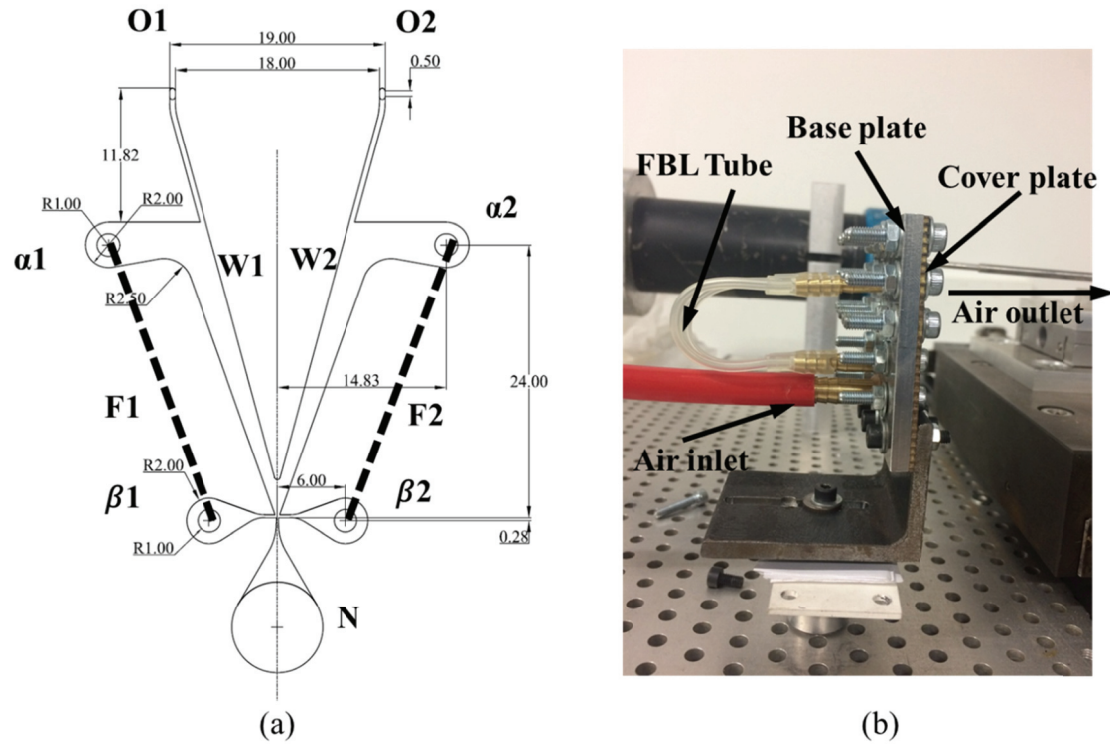 O1
O2
19.00
18.00
0.50
11.82
R1.00
R2.00
α1
α2
W1
W2
R2.50
14.83
24.00
F1
F2
R2.00
6.00
β1
β2
R1.00
0.28
N
(a)
Base plate
FBL Tube
Cover plate
Air outlet
Air inlet
(b)